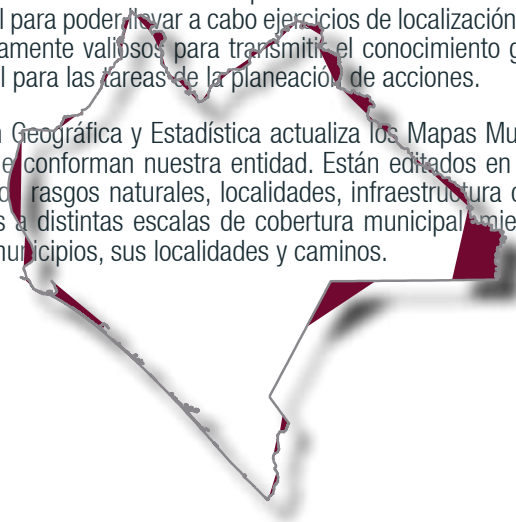 l para poder llevar a cabo ejercicios de localización
amente valiosos para transmitir el conocimiento g
l para las tareas de la planeación de acciones.
Geográfica y Estadística actualiza los Mapas Mu
e conforman nuestra entidad. Están editados en
rasgos naturales, localidades, infraestructura
s a distintas escalas de cobertura municipal
municipios, sus localidades y caminos.